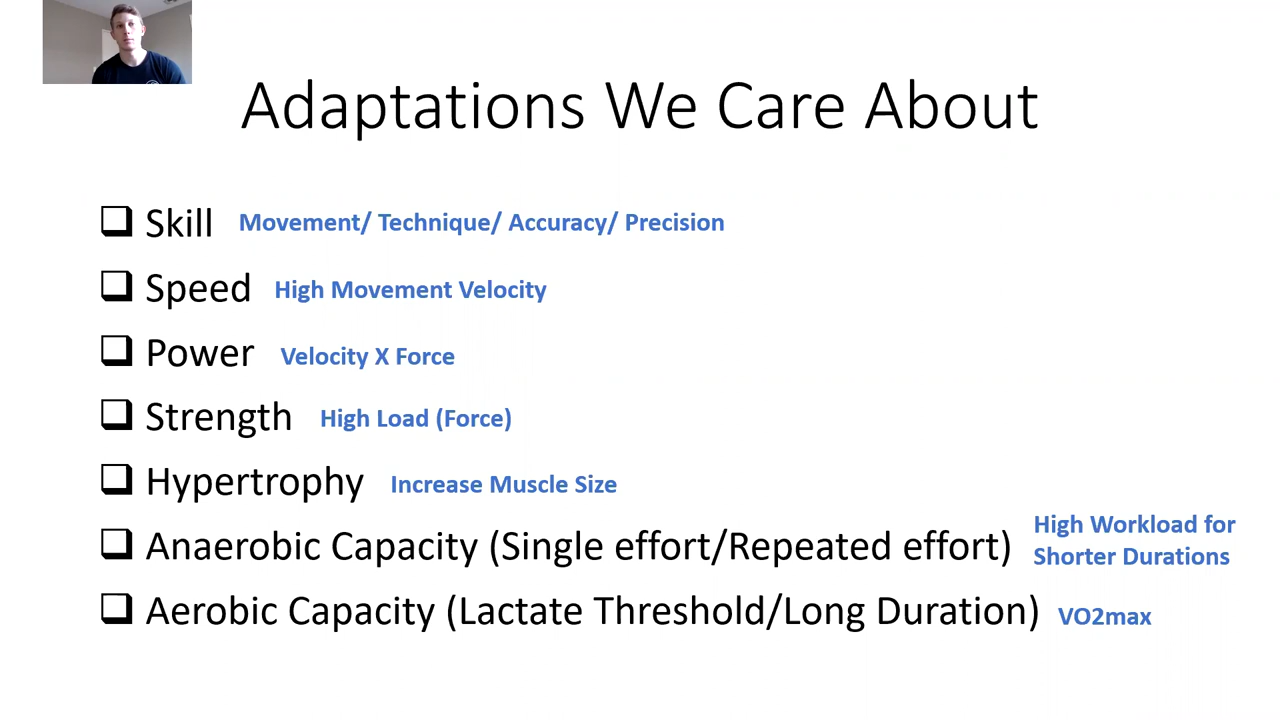 Adaptations We Care About
Skill Movement/ Technique/ Accuracy/ Precision
Speed High Movement Velocity
Power Velocity X Force
Strength High Load (Force)
Hypertrophy Increase Muscle Size
Anaerobic Capacity (Single effort/Repeated effort) High Workload for
Shorter Durations
Aerobic Capacity (Lactate Threshold/Long Duration) VO2max